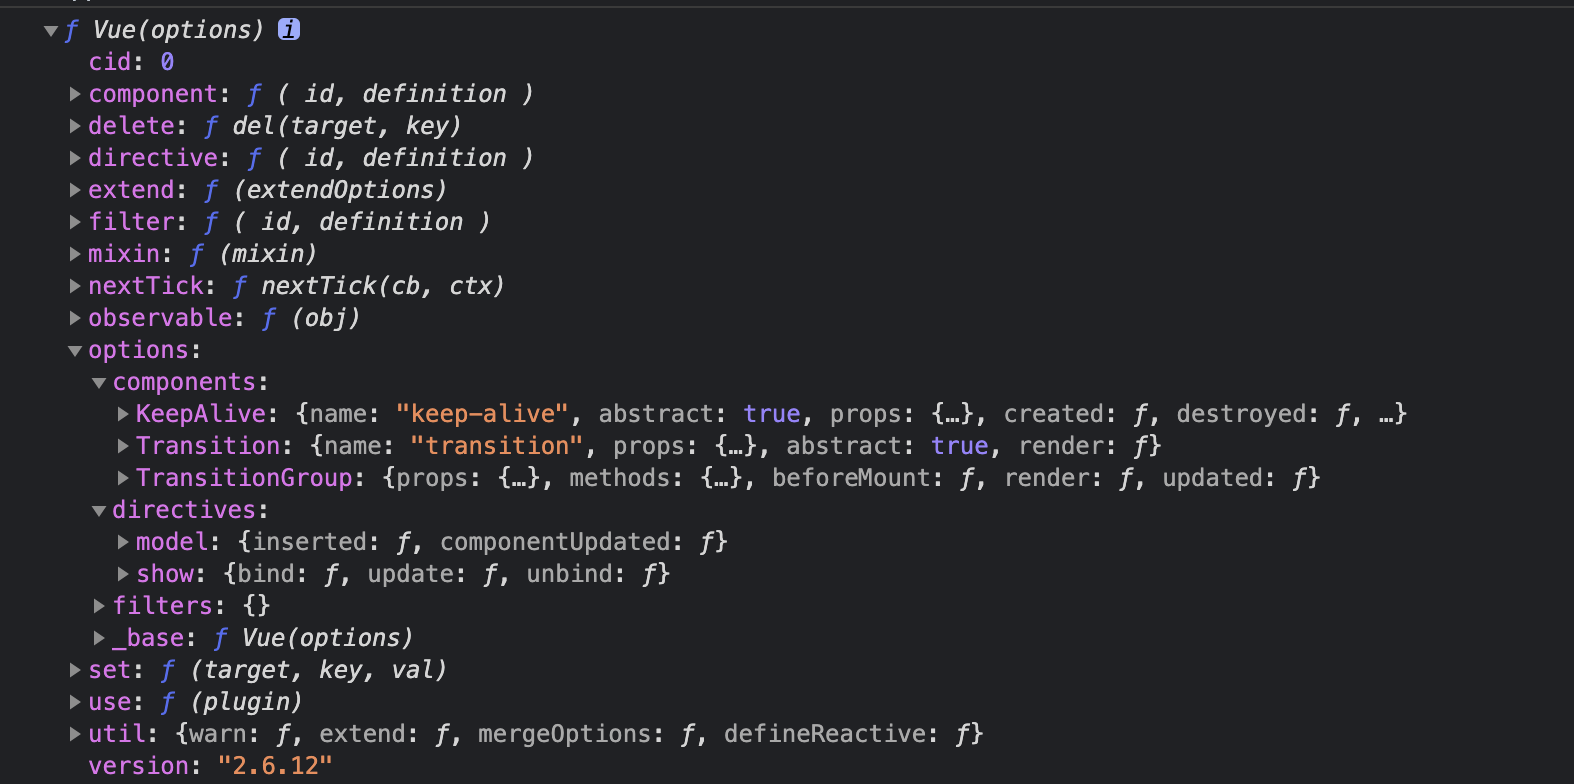 ƒ Vue(options) i
cid: 0
component: ƒ ( id, definition )
delete: ƒ del(target, key)
directive: ƒ ( id, definition )
extend: ƒ (extendOptions)
filter: ƒ ( id, definition )
mixin: ƒ (mixin)
nextTick: ƒ nextTick(cb, ctx)
observable: ƒ (obj)
options:
components:
KeepAlive: {name: "keep-alive", abstract: true, props: {…}, created: ƒ, destroyed: ƒ, …}
Transition: {name: "transition", props: {…}, abstract: true, render: ƒ}
TransitionGroup: {props: {…}, methods: {…}, beforeMount: ƒ, render: ƒ, updated: ƒ}
directives:
model: {inserted: ƒ, componentUpdated: ƒ}
show: {bind: ƒ, update: ƒ, unbind: ƒ}
filters: {}
_base: ƒ Vue(options)
set: ƒ (target, key, val)
use: ƒ (plugin)
util: {warn: ƒ, extend: ƒ, mergeOptions: ƒ, defineReactive: ƒ}
version: "2.6.12"